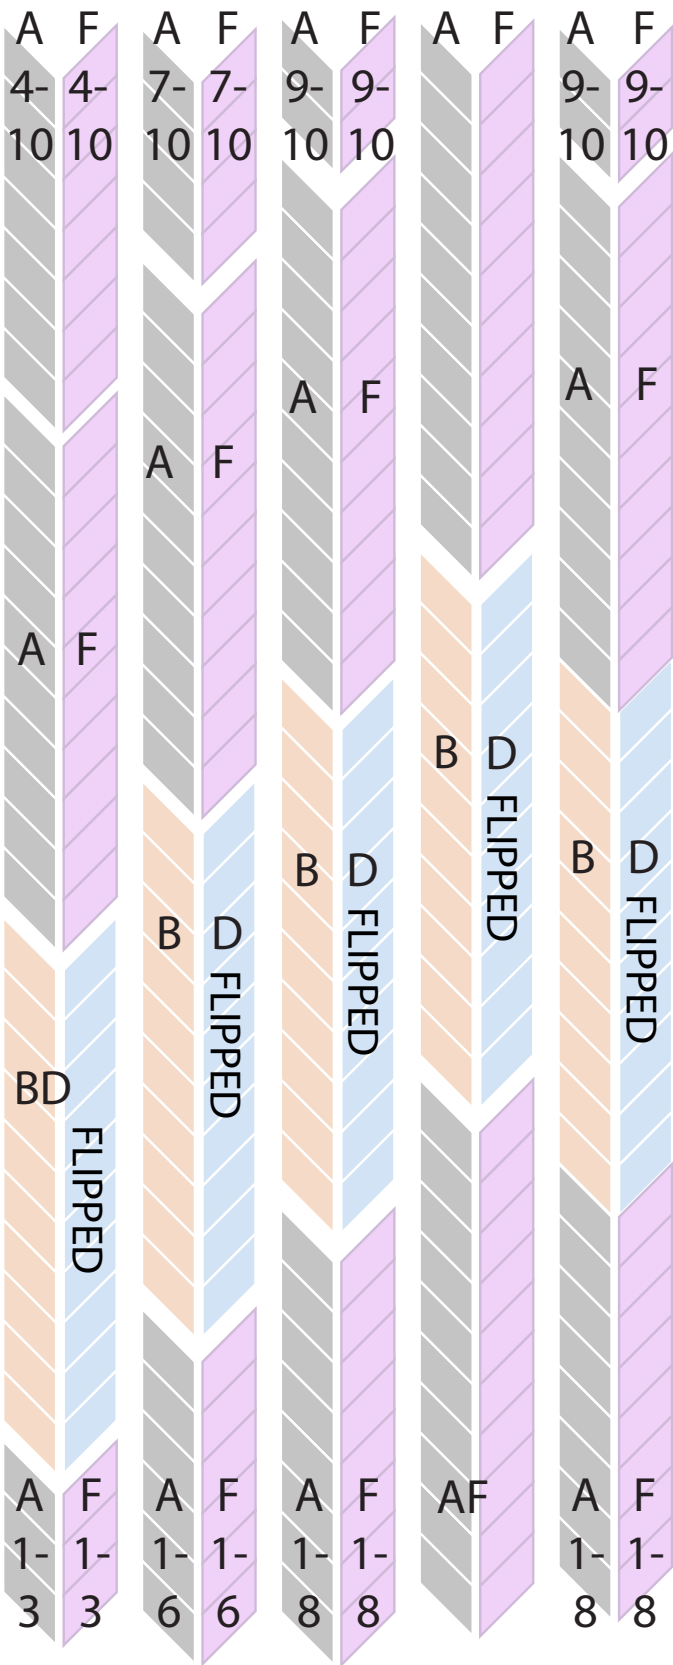 A F A F A F A F A F
4- 4- 7- 7- 9- 9- 9- 9-
10 10 10 10 10 10 10 10
A F
A F
A F
A F
B D
FLIPPED
B D
FLIPPED
B D
FLIPPED
B D
FLIPPED
BD
FLIPPED
A F A F A F AF A F
1- 1- 1- 1- 1- 1- 1- 1-
3 3 6 6 8 8 8 8